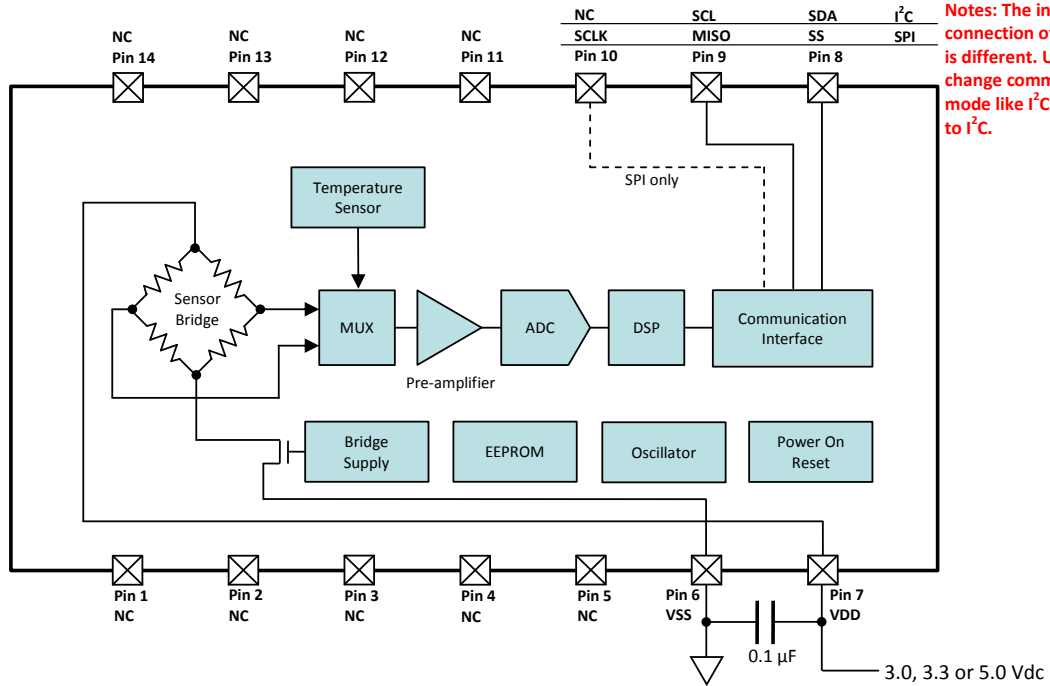 NC SCL SDA I²C
SCLK MISO SS SPI
Notes: The in
connection o
is different. U
change comm
mode like I²C
to I²C.
NC NC NC NC
Pin 14 Pin 13 Pin 12 Pin 11 Pin 10 Pin 9 Pin 8
SPI only
Temperature
Sensor
Sensor
Bridge
MUX
ADC
DSP
Communication
Interface
Pre-amplifier
Bridge
Supply
EEPROM
Oscillator
Power On
Reset
Pin 1 Pin 2 Pin 3 Pin 4 Pin 5 Pin 6 Pin 7
NC NC NC NC NC VSS VDD
0.1 µF
3.0, 3.3 or 5.0 Vdc